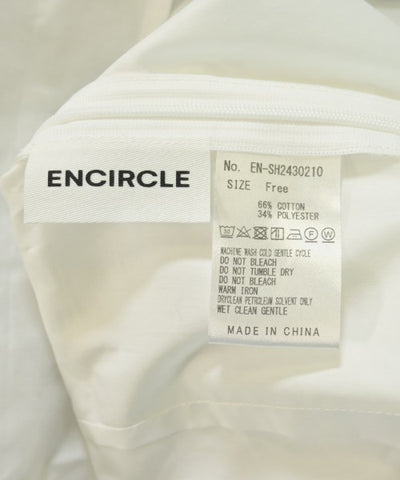 ENCIRCLE
No. EN-SH2430210
SIZE Free
66% COTTON
34% POLYESTER
MACHINE WASH COLD GENTLE CYCLE
DO NOT BLEACH
DO NOT TUMBLE DRY
DO NOT BLEACH
WARM IRON
DRYCLEAN PETROLEUM SOLVENT ONLY
WET CLEAN GENTLE
MADE IN CHINA